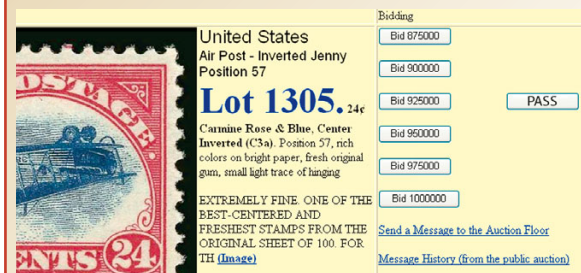 POSTAGE
CENTS 24
United States
Air Post - Inverted Jenny
Position 57
Lot 1305. 24¢
Carmine Rose & Blue, Center
Inverted (C3a). Position 57, rich
colors on bright paper, fresh original
gum, small light trace of hinging
EXTREMELY FINE. ONE OF THE
BEST-CENTERED AND
FRESHEST STAMPS FROM THE
ORIGINAL SHEET OF 100. FOR
TH (Image)
Bidding
Bid 875000
Bid 900000
Bid 925000
PASS
Bid 950000
Bid 975000
Bid 1000000
Send a Message to the Auction Floor
Message History (from the public auction)